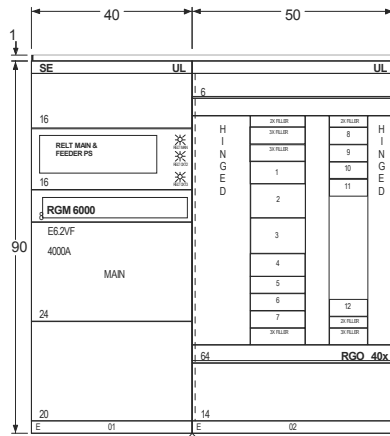 40
50
1
90
SE
UL
16
RELT MAIN &
FEEDER PS
16
RGM 6000
8
E6.2VF
4000A
MAIN
24
20
E
01
UL
6
HINGED
2X FILLER
3X FILLER
3X FILLER
1
2
3
4
5
6
7
3X FILLER
2X FILLER
8
9
10
11
12
2X FILLER
3X FILLER
HINGED
64
RGO 40x
14
E
02